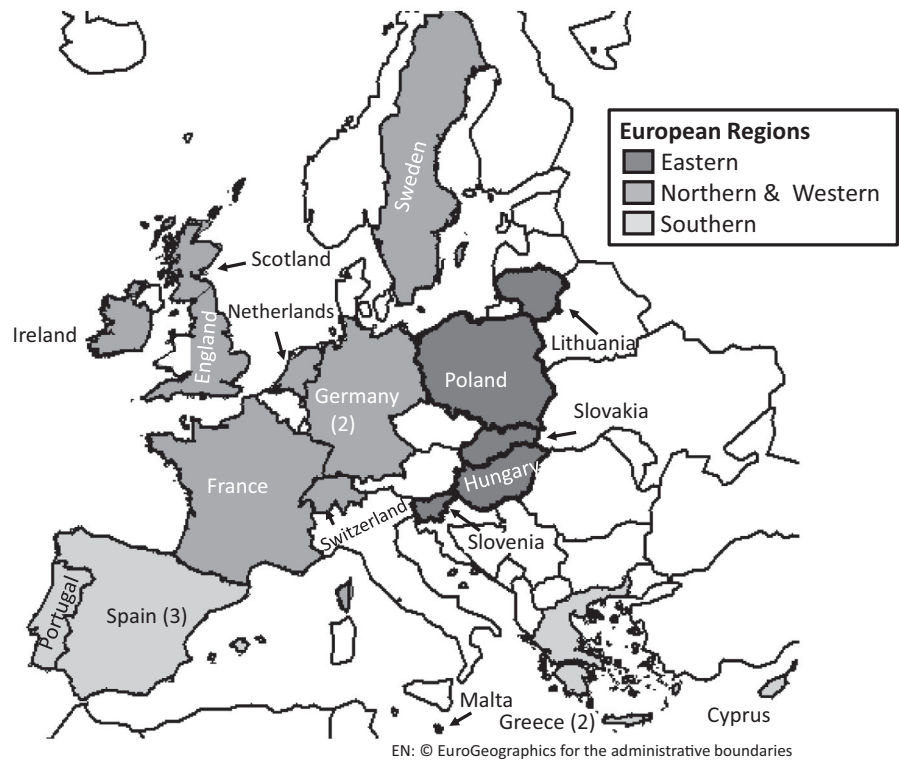 European Regions
Eastern
Northern & Western
Southern
Sweden
Scotland
Netherlands
Ireland
England
Lithuania
Poland
Germany
(2)
Slovakia
Hungary
France
Switzerland
Slovenia
Portugal
Spain (3)
Malta
Greece (2)
Cyprus
EN: © EuroGeographics for the administrative boundaries